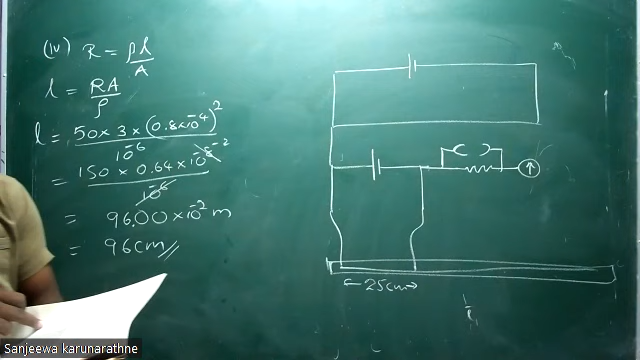 (iv) R = ρl/A
l = RA/ρ
l = 50 × 3 × (0.8×10⁻⁴)²/10⁻⁶
= 150 × 0.64 × 10⁻⁸ ⁻²/10⁻⁶
= 96.00 × 10⁻² m
= 96cm
25cm
Sanjeewa karunarathne